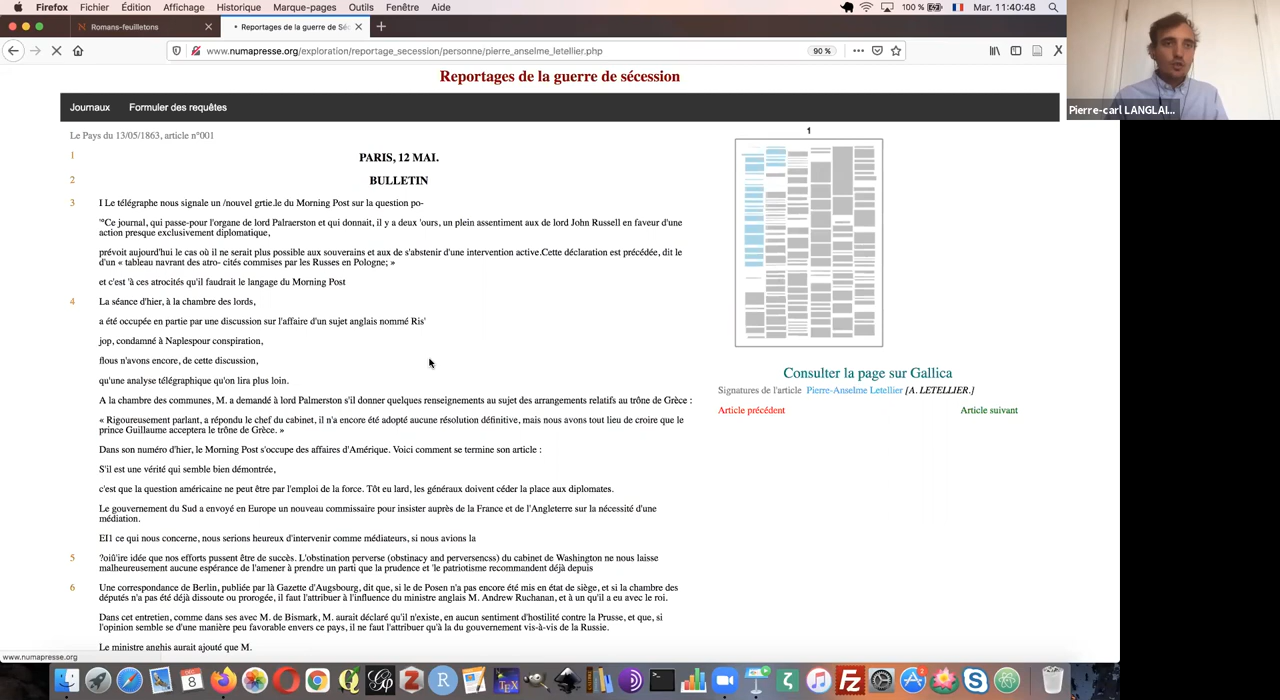 Firefox Fichier Édition Affichage Historique Marque-pages Outils Fenêtre Aide 100 % Mar. 11:40:48
Romans-feuilletons
Reportages de la guerre de Séc
www.numapresse.org/exploration/reportage_secession/personne/pierre_anselme_letellier.php 90 %
Pierre-carl LANGLAI...
Reportages de la guerre de sécession
Journaux Formuler des requêtes
Le Pays du 13/05/1863, article n°001
1 PARIS, 12 MAI.
2 BULLETIN
3 I Le télégraphe nous signale un /nouvel grtie.le du Morning Post sur la question po-
'°Ce journal, qui passe-pour l'organe de lord Palraerston et qui donnait, il y a deux 'ours, un plein assentiment aux de lord John Russell en faveur d'une
action presque exclusivement diplomatique,
prévoit aujourd'hui le cas où il ne serait plus possible aux souverains et aux de s'abstenir d'une intervention active.Cette déclaration est précédée, dit le
d'un « tableau navrant des atro- cités commises par les Russes en Pologne; »
et c'est 'à ces atrocités qu'il faudrait le langage du Morning Post
4 La séance d'hier, à la chambre des lords,
a été occupée en partie par une discussion sur l'affaire d'un sujet anglais nommé Ris'
jop, condamné à Naplespour conspiration,
flous n'avons encore, de cette discussion,
qu'une analyse télégraphique qu'on lira plus loin.
A la chambre des communes, M. a demandé à lord Palmerston s'il donner quelques renseignements au sujet des arrangements relatifs au trône de Grèce :
« Rigoureusement parlant, a répondu le chef du cabinet, il n'a encore été adopté aucune résolution définitive, mais nous avons tout lieu de croire que le
prince Guillaume acceptera le trône de Grèce. »
Dans son numéro d'hier, le Morning Post s'occupe des affaires d'Amérique. Voici comment se termine son article :
S'il est une vérité qui semble bien démontrée,
c'est que la question américaine ne peut être par l'emploi de la force. Tôt eu lard, les généraux doivent céder la place aux diplomates.
Le gouvernement du Sud a envoyé en Europe un nouveau commissaire pour insister auprès de la France et de l'Angleterre sur la nécessité d'une
médiation.
EI1 ce qui nous concerne, nous serions heureux d'intervenir comme médiateurs, si nous avions la
5 ?oiû'ire idée que nos efforts pussent être de succès. L'obstination perverse (obstinacy and perversencss) du cabinet de Washington ne nous laisse
malheureusement aucune espérance de l'amener à prendre un parti que la prudence et 'le patriotisme recommandent déjà depuis
6 Une correspondance de Berlin, publiée par là Gazette d'Augsbourg, dit que, si le de Posen n'a pas encore été mis en état de siège, et si la chambre des
députés n'a pas été déjà dissoute ou prorogée, il faut l'attribuer à l'influence du ministre anglais M. Andrew Ruchanan, et à un qu'il a eu avec le roi.
Dans cet entretien, comme dans ses avec M. de Bismark, M. aurait déclaré qu'il n'existe, en aucun sentiment d'hostilité contre la Prusse, et que, si
l'opinion semble se d'une manière peu favorable envers ce pays, il ne faut l'attribuer qu'à la du gouvernement vis-à-vis de la Russie.
Le ministre anghis aurait ajouté que M.
1
Consulter la page sur Gallica
Signatures de l'article Pierre-Anselme Letellier [A. LETELLIER.]
Article précédent Article suivant
www.numapresse.org